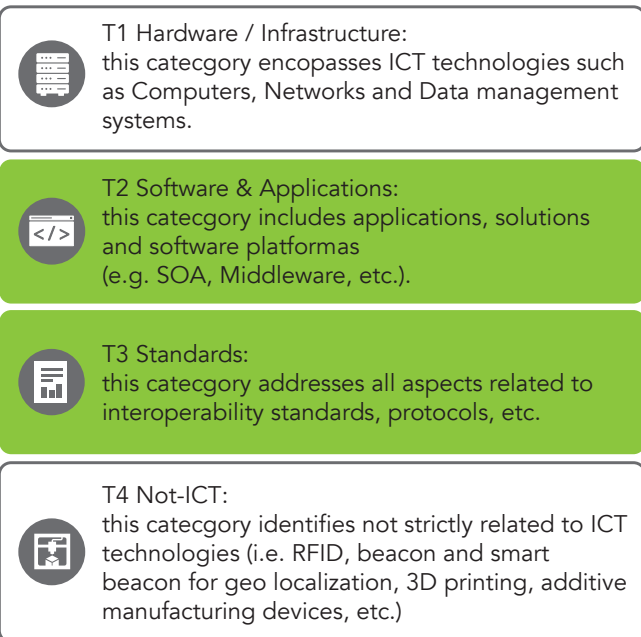 T1 Hardware / Infrastructure:
this catecgory encopasses ICT technologies such
as Computers, Networks and Data management
systems.
T2 Software & Applications:
this catecgory includes applications, solutions
and software platformas
(e.g. SOA, Middleware, etc.).
</>
T3 Standards:
this catecgory addresses all aspects related to
interoperability standards, protocols, etc.
T4 Not-ICT:
this catecgory identifies not strictly related to ICT
technologies (i.e. RFID, beacon and smart
beacon for geo localization, 3D printing, additive
manufacturing devices, etc.)